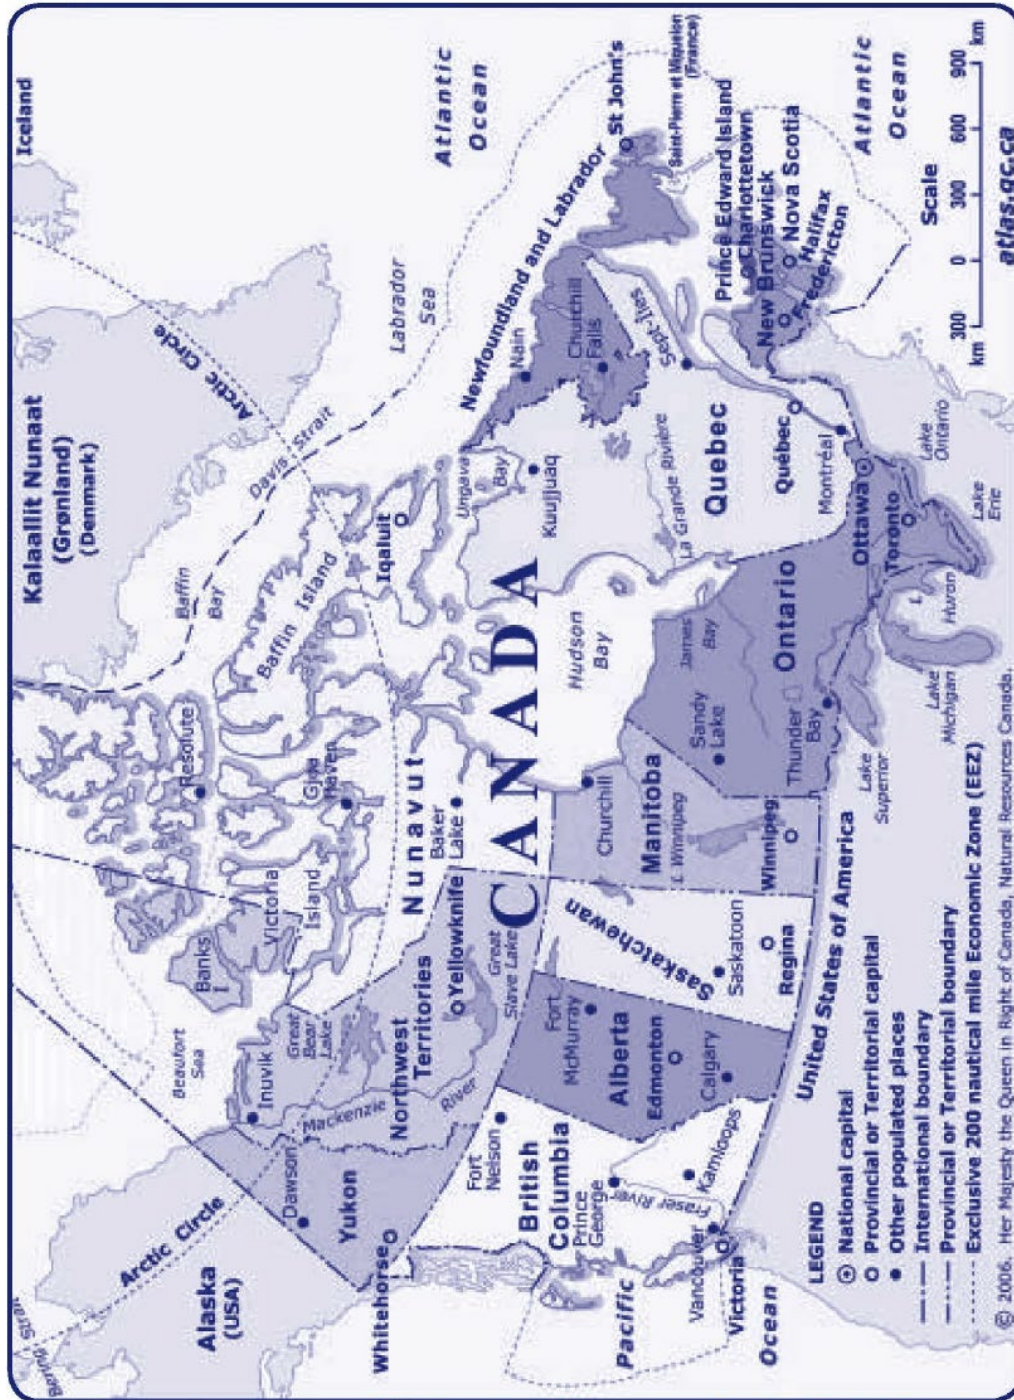 Bering Strait
Alaska
(USA)
Arctic Circle
Beaufort
Sea
Kalaallit Nunaat
(Grønland)
(Denmark)
Iceland
Arctic Circle
Baffin
Bay
Davis Strait
Labrador
Sea
Atlantic
Ocean
Banks
I
Victoria
Island
Resolute
Gjoa
Haven
Baffin Island
Iqaluit
Dawson
Yukon
Whitehorse
Inuvik
Great
Bear
Lake
Mackenzie
River
Northwest
Territories
Yellowknife
Great
Slave Lake
Nunavut
Baker
Lake
CANADA
Ungava
Bay
Kuujjuaq
Newfoundland and Labrador
Nain
Churchill
Falls
St John's
Saint-Pierre et Miquelon
(France)
Fort
Nelson
British
Columbia
Prince
George
Fraser River
Kamloops
Vancouver
Victoria
Pacific
Ocean
Fort
McMurray
Alberta
Edmonton
Calgary
Saskatchewan
Saskatoon
Regina
Churchill
Manitoba
L. Winnipeg
Winnipeg
Hudson
Bay
James
Bay
Sandy
Lake
Ontario
Thunder
Bay
Ottawa
Toronto
La Grande Rivière
Quebec
Sept-Iles
Québec
Montréal
Prince Edward Island
Charlottetown
New Brunswick
Nova Scotia
Halifax
Fredericton
Atlantic
Ocean
United States of America
Lake
Superior
Lake
Michigan
L.
Huron
Lake
Erie
Lake
Ontario
LEGEND
National capital
Provincial or Territorial capital
Other populated places
International boundary
Provincial or Territorial boundary
Exclusive 200 nautical mile Economic Zone (EEZ)
Scale
300 0 300 600 900
km km
© 2006. Her Majesty the Queen in Right of Canada, Natural Resources Canada.
atlas.gc.ca